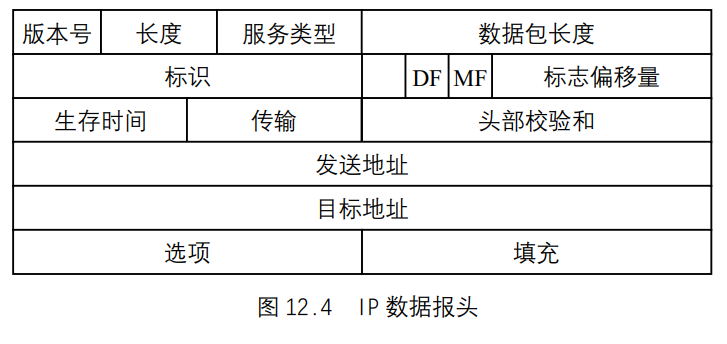 版本号 长度 服务类型 数据包长度
标识 DF MF 标志偏移量
生存时间 传输 头部校验和
发送地址
目标地址
选项 填充
图 12.4 IP 数据报头